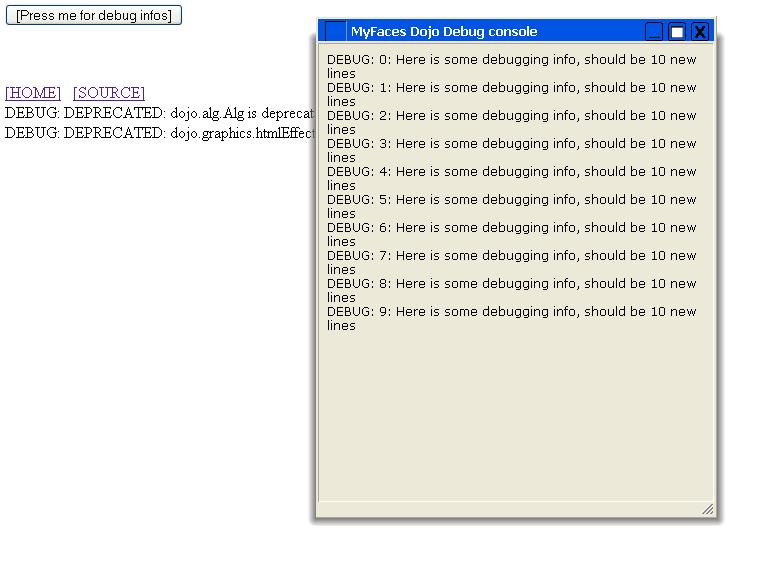 [Press me for debug infos]
[HOME] [SOURCE]
DEBUG: DEPRECATED: dojo.alg.Alg is
DEBUG: DEPRECATED:
MyFaces Dojo Debug console
DEBUG: 0: Here is some debugging info, should be 10 new
lines
DEBUG: 1: Here is some debugging info, should be 10 new
lines
DEBUG: 2: Here is some debugging info, should be 10 new
lines
DEBUG: 3: Here is some debugging info, should be 10 new
lines
DEBUG: 4: Here is some debugging info, should be 10 new
lines
DEBUG: 5: Here is some debugging info, should be 10 new
lines
DEBUG: 6: Here is some debugging info, should be 10 new
lines
DEBUG: 7: Here is some debugging info, should be 10 new
lines
DEBUG: 8: Here is some debugging info, should be 10 new
lines
DEBUG: 9: Here is some debugging info, should be 10 new
lines